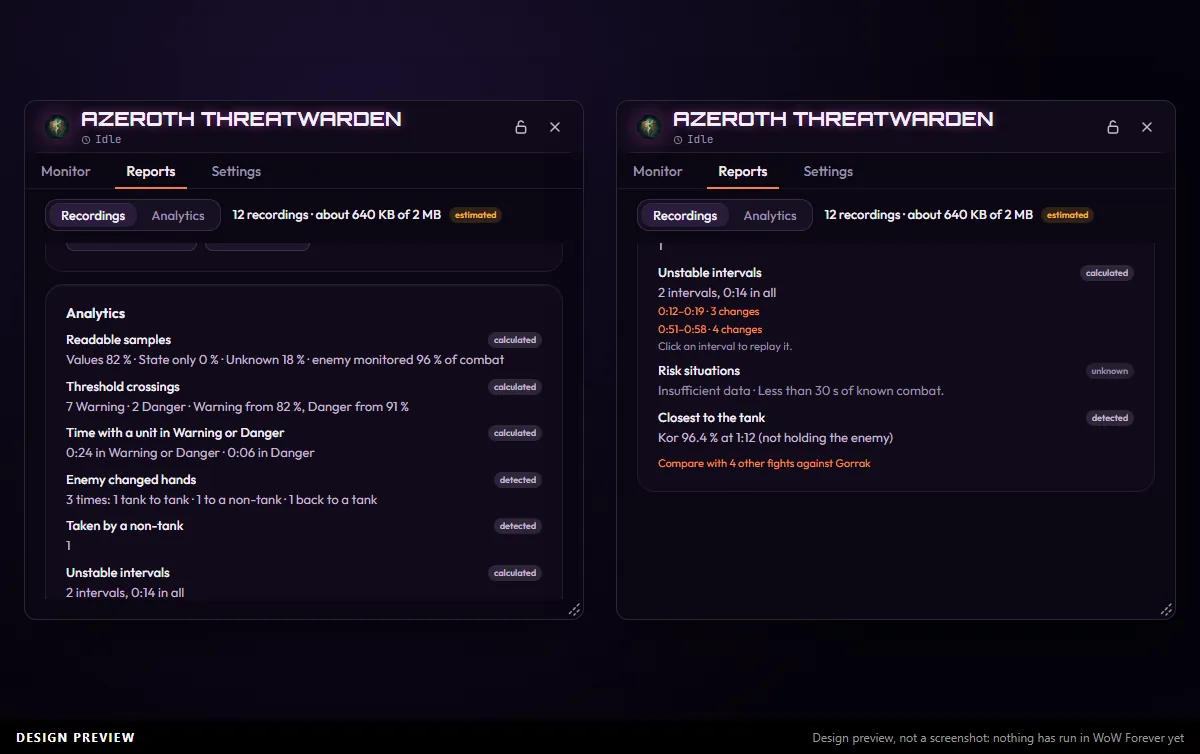 AZEROTH THREATWARDEN
Idle
Monitor Reports Settings
Recordings Analytics 12 recordings · about 640 KB of 2 MB estimated
Analytics
Readable samples calculated
Values 82 % · State only 0 % · Unknown 18 % · enemy monitored 96 % of combat
Threshold crossings calculated
7 Warning · 2 Danger · Warning from 82 %, Danger from 91 %
Time with a unit in Warning or Danger calculated
0:24 in Warning or Danger · 0:06 in Danger
Enemy changed hands detected
3 times: 1 tank to tank · 1 to a non-tank · 1 back to a tank
Taken by a non-tank detected
1
Unstable intervals calculated
2 intervals, 0:14 in all
AZEROTH THREATWARDEN
Idle
Monitor Reports Settings
Recordings Analytics 12 recordings · about 640 KB of 2 MB estimated
1
Unstable intervals calculated
2 intervals, 0:14 in all
0:12–0:19 · 3 changes
0:51–0:58 · 4 changes
Click an interval to replay it.
Risk situations unknown
Insufficient data · Less than 30 s of known combat.
Closest to the tank detected
Kor 96.4 % at 1:12 (not holding the enemy)
Compare with 4 other fights against Gorrak
DESIGN PREVIEW
Design preview, not a screenshot: nothing has run in WoW Forever yet